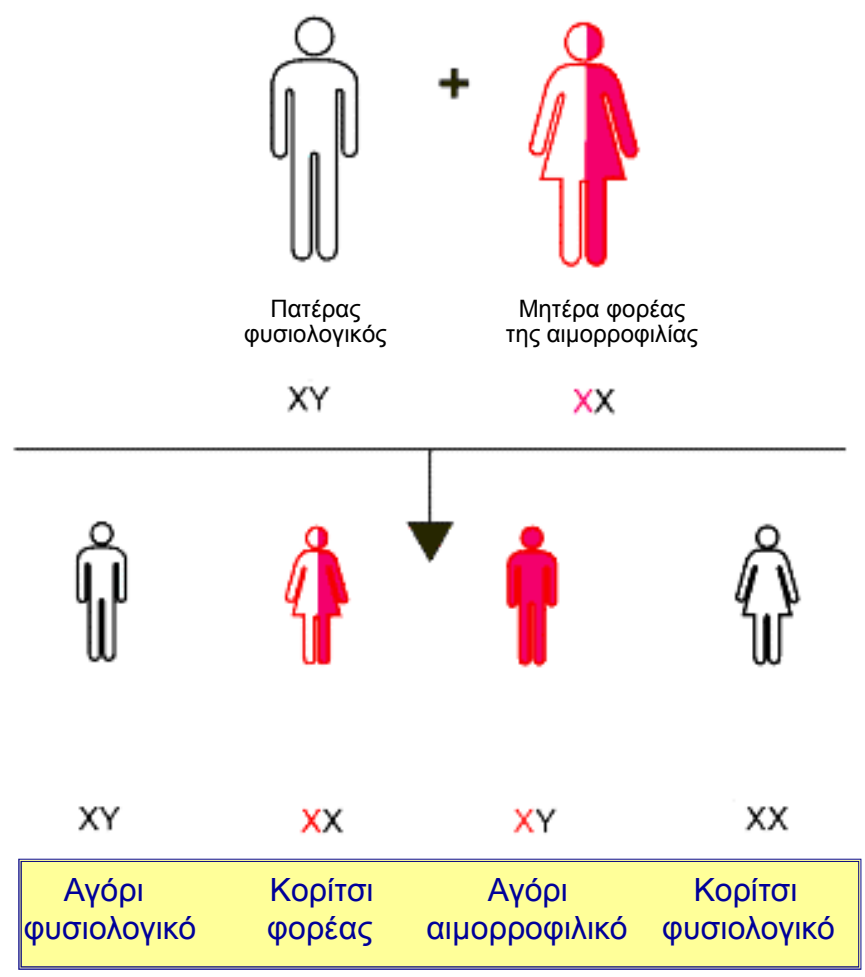 +
Πατέρας
φυσιολογικός
Μητέρα φορέας
της αιμορροφιλίας
XY
XX
XY
XX
XY
XX
Αγόρι
φυσιολογικό
Κορίτσι
φορέας
Αγόρι
αιμορροφιλικό
Κορίτσι
φυσιολογικό